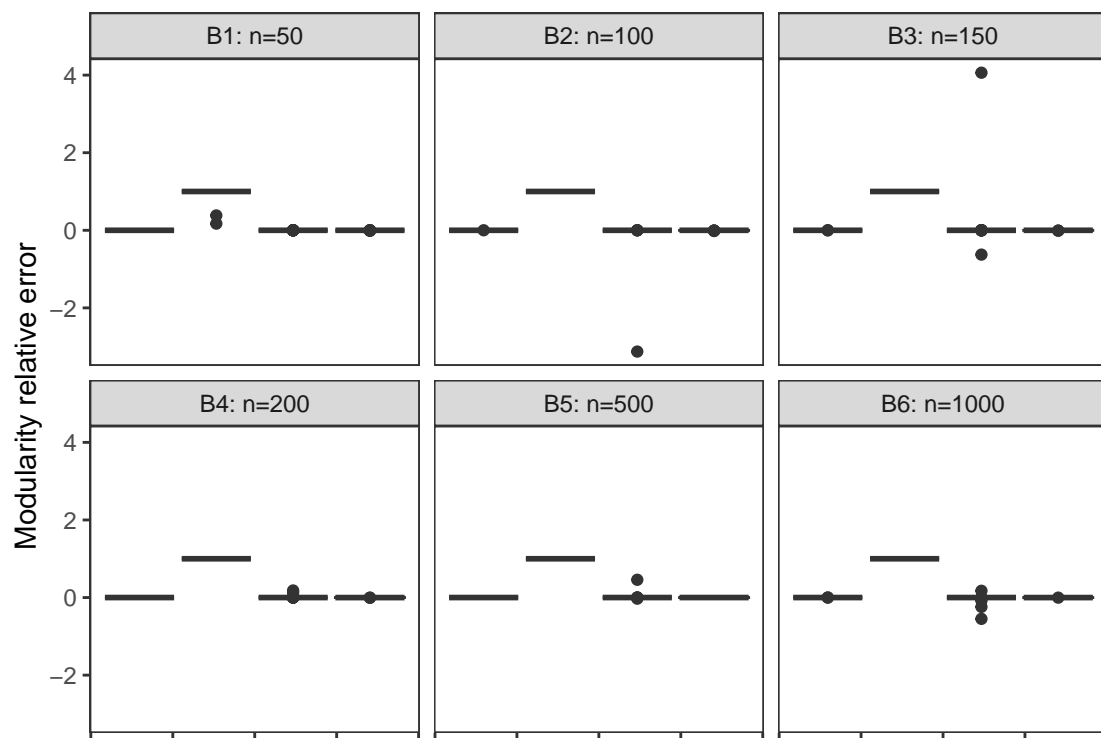 B1: n=50
B2: n=100
B3: n=150
4
2
0
−2
B4: n=200
B5: n=500
B6: n=1000
4
2
0
−2
Modularity relative error